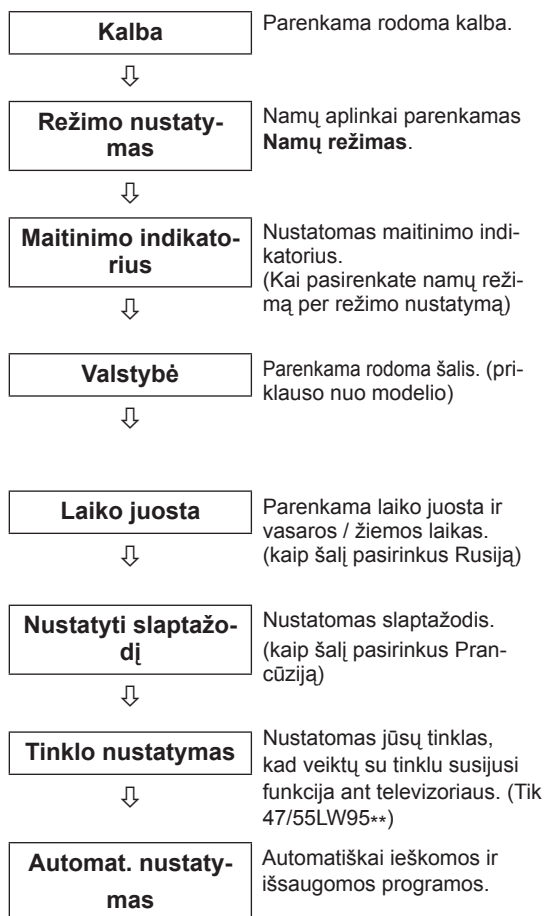 Kalba
Parenkama rodoma kalba.
Režimo nustaty-
mas
Namų aplinkai parenkamas
Namų režimas.
Maitinimo indikato-
rius
Nustatomas maitinimo indi-
katorius.
(Kai pasirenkate namų reži-
mą per režimo nustatymą)
Valstybė
Parenkama rodoma šalis. (pri-
klauso nuo modelio)
Laiko juosta
Parenkama laiko juosta ir
vasaros / žiemos laikas.
(kaip šalį pasirinkus Rusiją)
Nustatyti slaptažo-
dį
Nustatomas slaptažodis.
(kaip šalį pasirinkus Pran-
cūziją)
Tinklo nustatymas
Nustatomas jūsų tinklas,
kad veiktų su tinklu susijusi
funkcija ant televizoriaus. (Tik
47/55LW95**)
Automat. nustaty-
mas
Automatiškai ieškomos ir
išsaugomos programos.